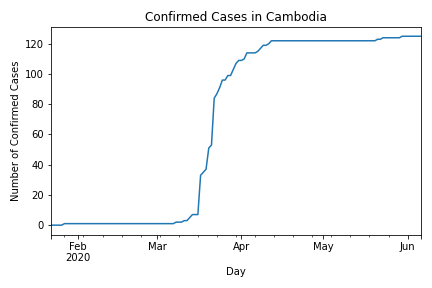 Confirmed Cases in Cambodia
Number of Confirmed Cases
120
100
80
60
40
20
0
Feb
2020
Mar
Apr
May
Jun
Day